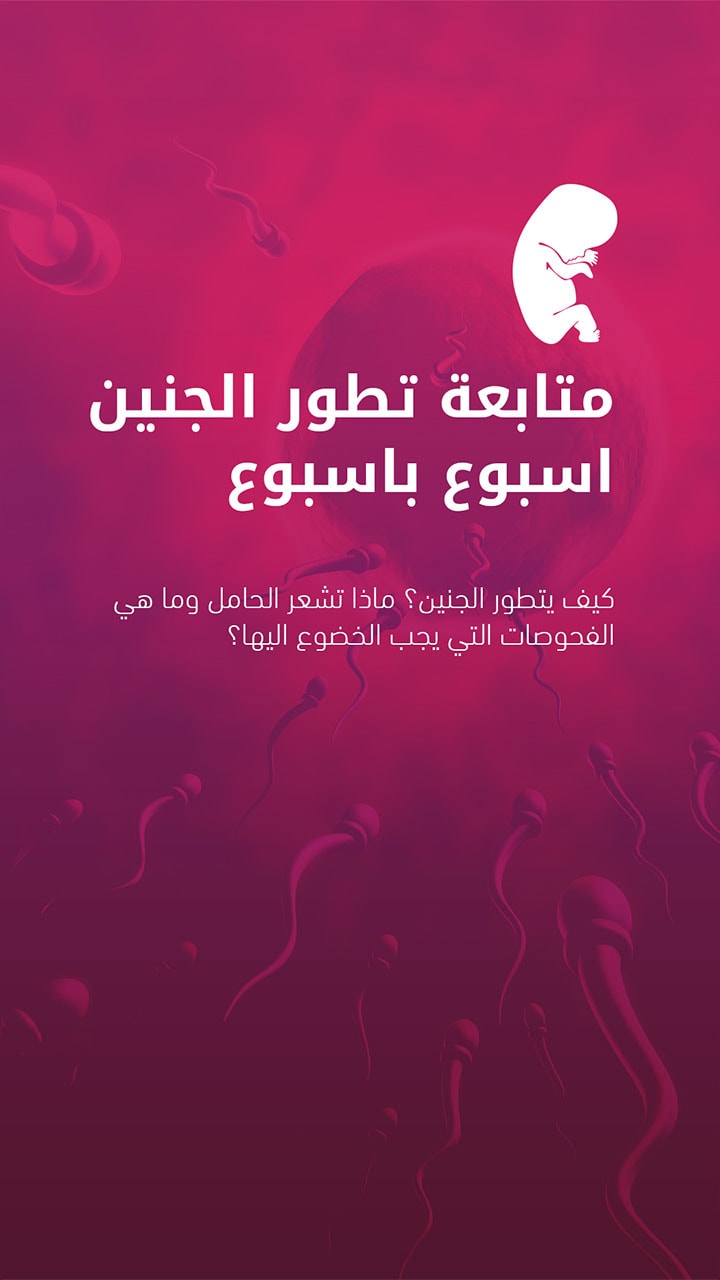 متابعة تطور الجنين
اسبوع باسبوع
كيف يتطور الجنين؟ ماذا تشعر الحامل وما هي
الفحوصات التي يجب الخضوع اليها؟